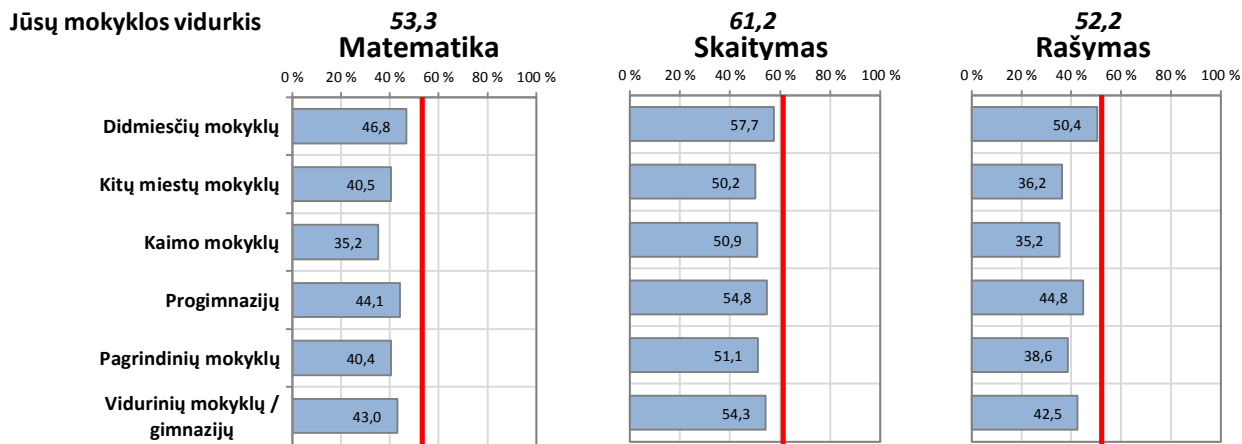 Jūsų mokyklos vidurkis 53,3 61,2 52,2
Matematika Skaitymas Rašymas
0 % 20 % 40 % 60 % 80 % 100 % 0 % 20 % 40 % 60 % 80 % 100 % 0 % 20 % 40 % 60 % 80 % 100 %
Didmiesčių mokyklų 46,8 57,7 50,4
Kitų miestų mokyklų 40,5 50,2 36,2
Kaimo mokyklų 35,2 50,9 35,2
Progimnazijų 44,1 54,8 44,8
Pagrindinių mokyklų 40,4 51,1 38,6
Vidurinių mokyklų /
gimnazijų 43,0 54,3 42,5